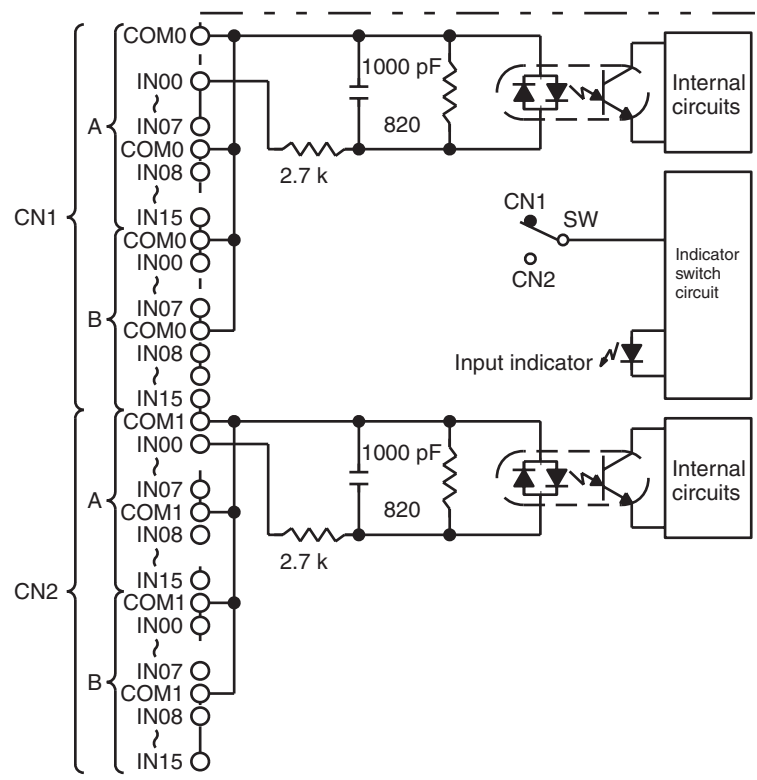 COM0
IN00
~
IN07
COM0
IN08
~
IN15
COM0
IN00
~
IN07
COM0
IN08
~
IN15
COM1
IN00
~
IN07
COM1
IN08
~
IN15
COM1
IN00
~
IN07
COM1
IN08
~
IN15
A
B
A
B
CN1
CN2
1000 pF
820
2.7 k
Internal
circuits
CN1
SW
CN2
Indicator
switch
circuit
Input indicator
1000 pF
820
2.7 k
Internal
circuits